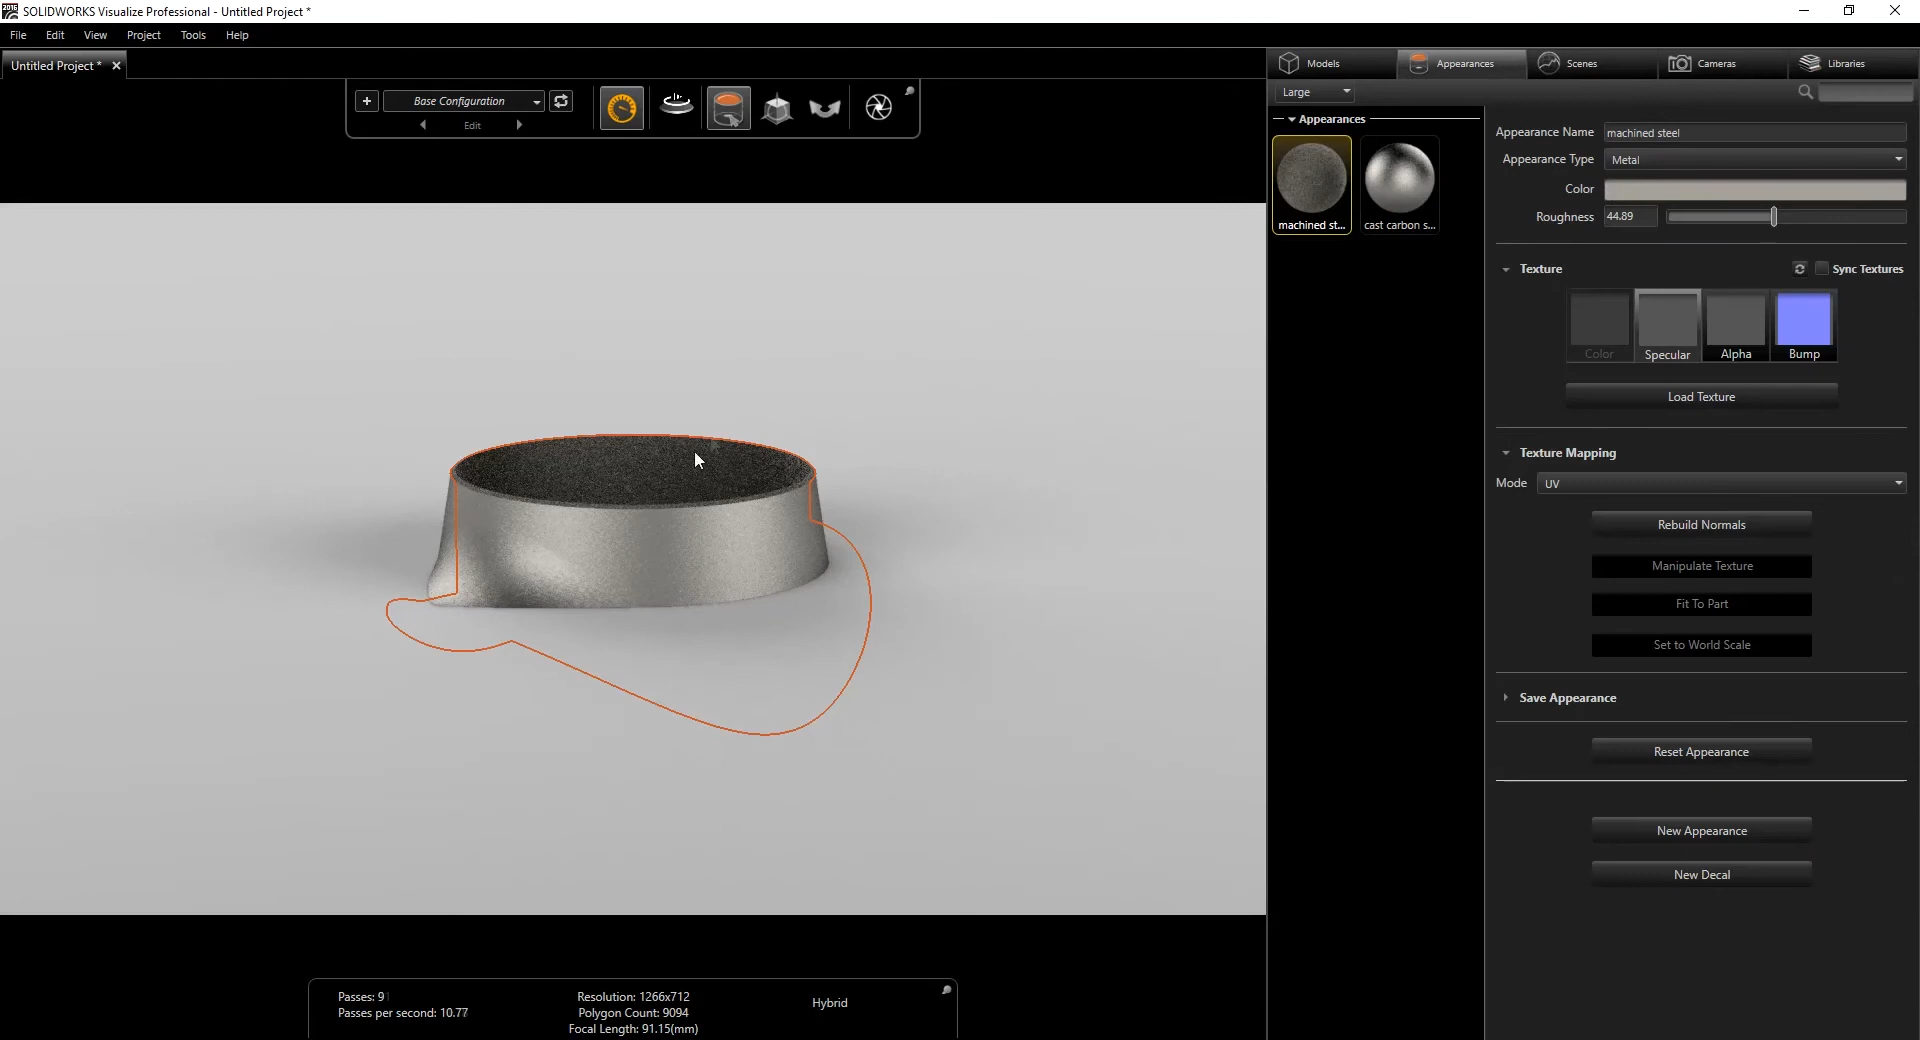 2016
SOLIDWORKS Visualize Professional - Untitled Project *
File Edit View Project Tools Help
Untitled Project *
Base Configuration
Edit
Models
Appearances
Scenes
Cameras
Libraries
Large
Appearances
machined st...
cast carbon s...
Appearance Name machined steel
Appearance Type Metal
Color
Roughness 44.89
Texture
Sync Textures
Color
Specular
Alpha
Bump
Load Texture
Texture Mapping
Mode UV
Rebuild Normals
Manipulate Texture
Fit To Part
Set to World Scale
Save Appearance
Reset Appearance
New Appearance
New Decal
Passes: 9
Passes per second: 10.77
Resolution: 1266x712
Polygon Count: 9094
Focal Length: 91.15(mm)
Hybrid